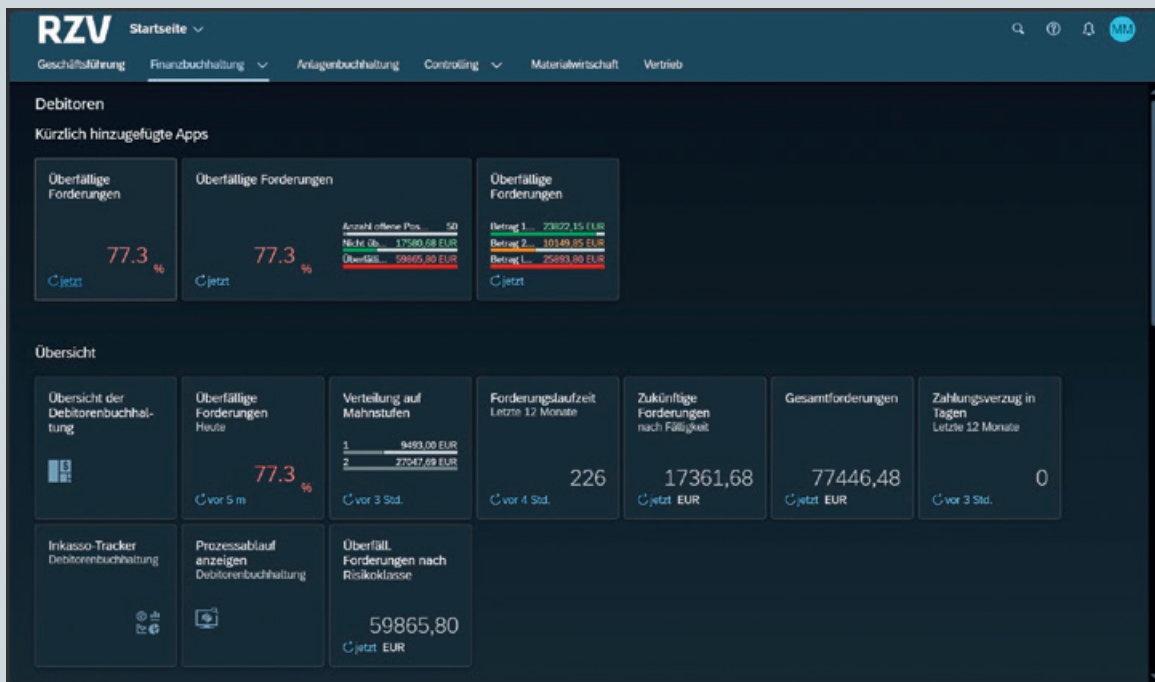 RZV
Startseite
MM
Geschäftsführung
Finanzbuchhaltung
Anlagenbuchhaltung
Controlling
Materialwirtschaft
Vertrieb
Debitoren
Kürzlich hinzugefügte Apps
Überfällige
Forderungen
77.3
%
jetzt
Überfällige Forderungen
77.3
%
Anzahl offene Pos... 50
Nicht üb... 17580,68 EUR
Überfälli... 59865,80 EUR
jetzt
Überfällige
Forderungen
Betrag 1... 23822,15 EUR
Betrag 2... 10149,85 EUR
Betrag i... 25893,80 EUR
jetzt
Übersicht
Übersicht der
Debitorenbuchhal-
tung
Überfällige
Forderungen
Heute
77.3
%
vor 5 m
Verteilung auf
Mahnstufen
1 9493,00 EUR
2 27047,69 EUR
vor 3 Std.
Forderungslaufzeit
Letzte 12 Monate
226
vor 4 Std.
Zukünftige
Forderungen
nach Fälligkeit
17361,68
jetzt EUR
Gesamtforderungen
77446,48
jetzt EUR
Zahlungsverzug in
Tagen
Letzte 12 Monate
0
vor 3 Std.
Inkasso-Tracker
Debitorenbuchhaltung
Prozessablauf
anzeigen
Debitorenbuchhaltung
Überfäll.
Forderungen nach
Risikoklasse
59865,80
jetzt EUR